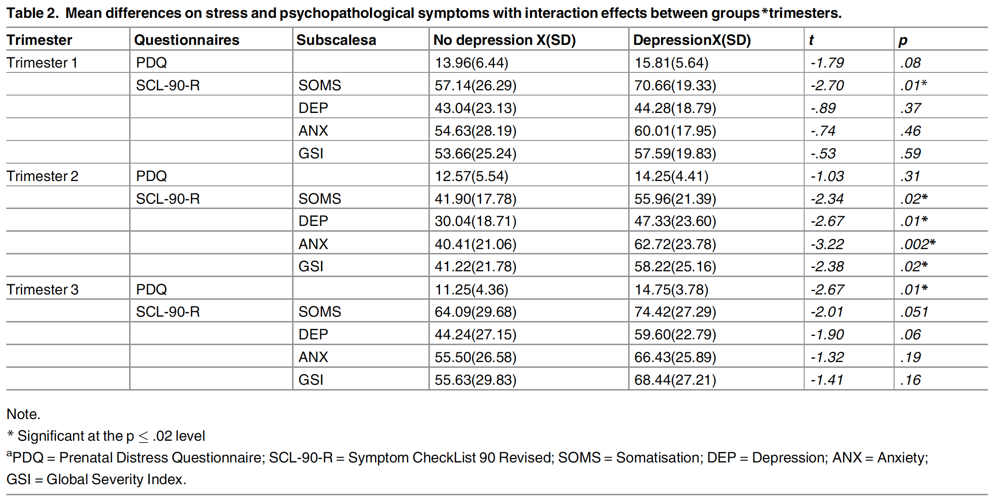 Table 2. Mean differences on stress and psychopathological symptoms with interaction effects between groups*trimesters.
Trimester Questionnaires Subscalesa No depression X(SD) DepressionX(SD) t p
Trimester 1 PDQ 13.96(6.44) 15.81(5.64) -1.79 .08
SCL-90-R SOMS 57.14(26.29) 70.66(19.33) -2.70 .01*
DEP 43.04(23.13) 44.28(18.79) -.89 .37
ANX 54.63(28.19) 60.01(17.95) -.74 .46
GSI 53.66(25.24) 57.59(19.83) -.53 .59
Trimester 2 PDQ 12.57(5.54) 14.25(4.41) -1.03 .31
SCL-90-R SOMS 41.90(17.78) 55.96(21.39) -2.34 .02*
DEP 30.04(18.71) 47.33(23.60) -2.67 .01*
ANX 40.41(21.06) 62.72(23.78) -3.22 .002*
GSI 41.22(21.78) 58.22(25.16) -2.38 .02*
Trimester 3 PDQ 11.25(4.36) 14.75(3.78) -2.67 .01*
SCL-90-R SOMS 64.09(29.68) 74.42(27.29) -2.01 .051
DEP 44.24(27.15) 59.60(22.79) -1.90 .06
ANX 55.50(26.58) 66.43(25.89) -1.32 .19
GSI 55.63(29.83) 68.44(27.21) -1.41 .16
Note.
* Significant at the p ≤ .02 level
aPDQ = Prenatal Distress Questionnaire; SCL-90-R = Symptom CheckList 90 Revised; SOMS = Somatisation; DEP = Depression; ANX = Anxiety;
GSI = Global Severity Index.